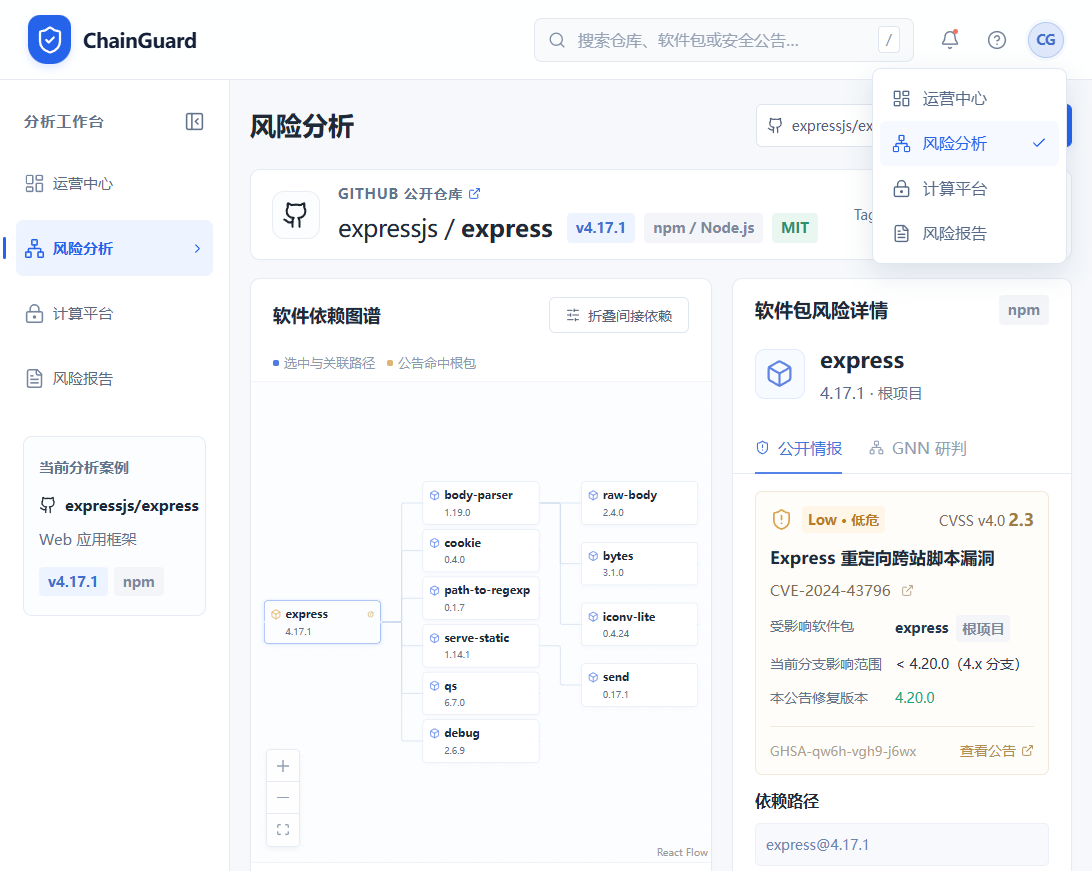 ChainGuard
搜索仓库、软件包或安全公告...
/
CG
运营中心
风险分析
计算平台
风险报告
分析工作台
运营中心
风险分析
计算平台
风险报告
当前分析案例
expressjs/express
Web 应用框架
v4.17.1 npm
风险分析
expressjs/ex
GITHUB 公开仓库
expressjs / express v4.17.1 npm / Node.js MIT
Tag
软件依赖图谱
折叠间接依赖
选中与关联路径 公告命中根包
express
4.17.1
body-parser
1.19.0
cookie
0.4.0
path-to-regexp
0.1.7
serve-static
1.14.1
qs
6.7.0
debug
2.6.9
raw-body
2.4.0
bytes
3.1.0
iconv-lite
0.4.24
send
0.17.1
React Flow
软件包风险详情
npm
express
4.17.1 · 根项目
公开情报 GNN 研判
Low • 低危 CVSS v4.0 2.3
Express 重定向跨站脚本漏洞
CVE-2024-43796
受影响软件包 express 根项目
当前分支影响范围 < 4.20.0（4.x 分支）
本公告修复版本 4.20.0
GHSA-qw6h-vgh9-j6wx 查看公告
依赖路径
express@4.17.1